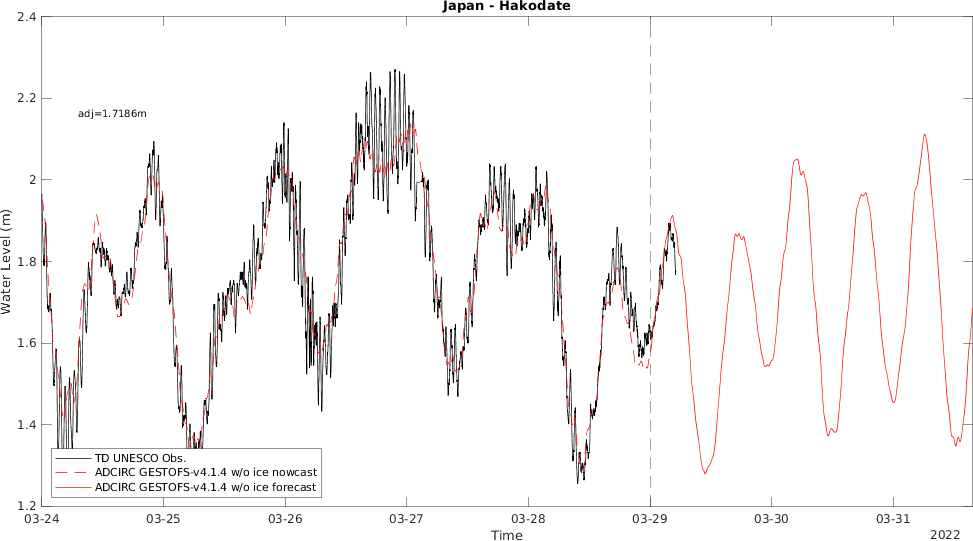 Japan - Hakodate
2.4
2.2
2
1.8
1.6
1.4
1.2
Water Level (m)
adj=1.7186m
TD UNESCO Obs.
ADCIRC GESTOFS-v4.1.4 w/o ice nowcast
ADCIRC GESTOFS-v4.1.4 w/o ice forecast
03-24 03-25 03-26 03-27 03-28 03-29 03-30 03-31
Time
2022